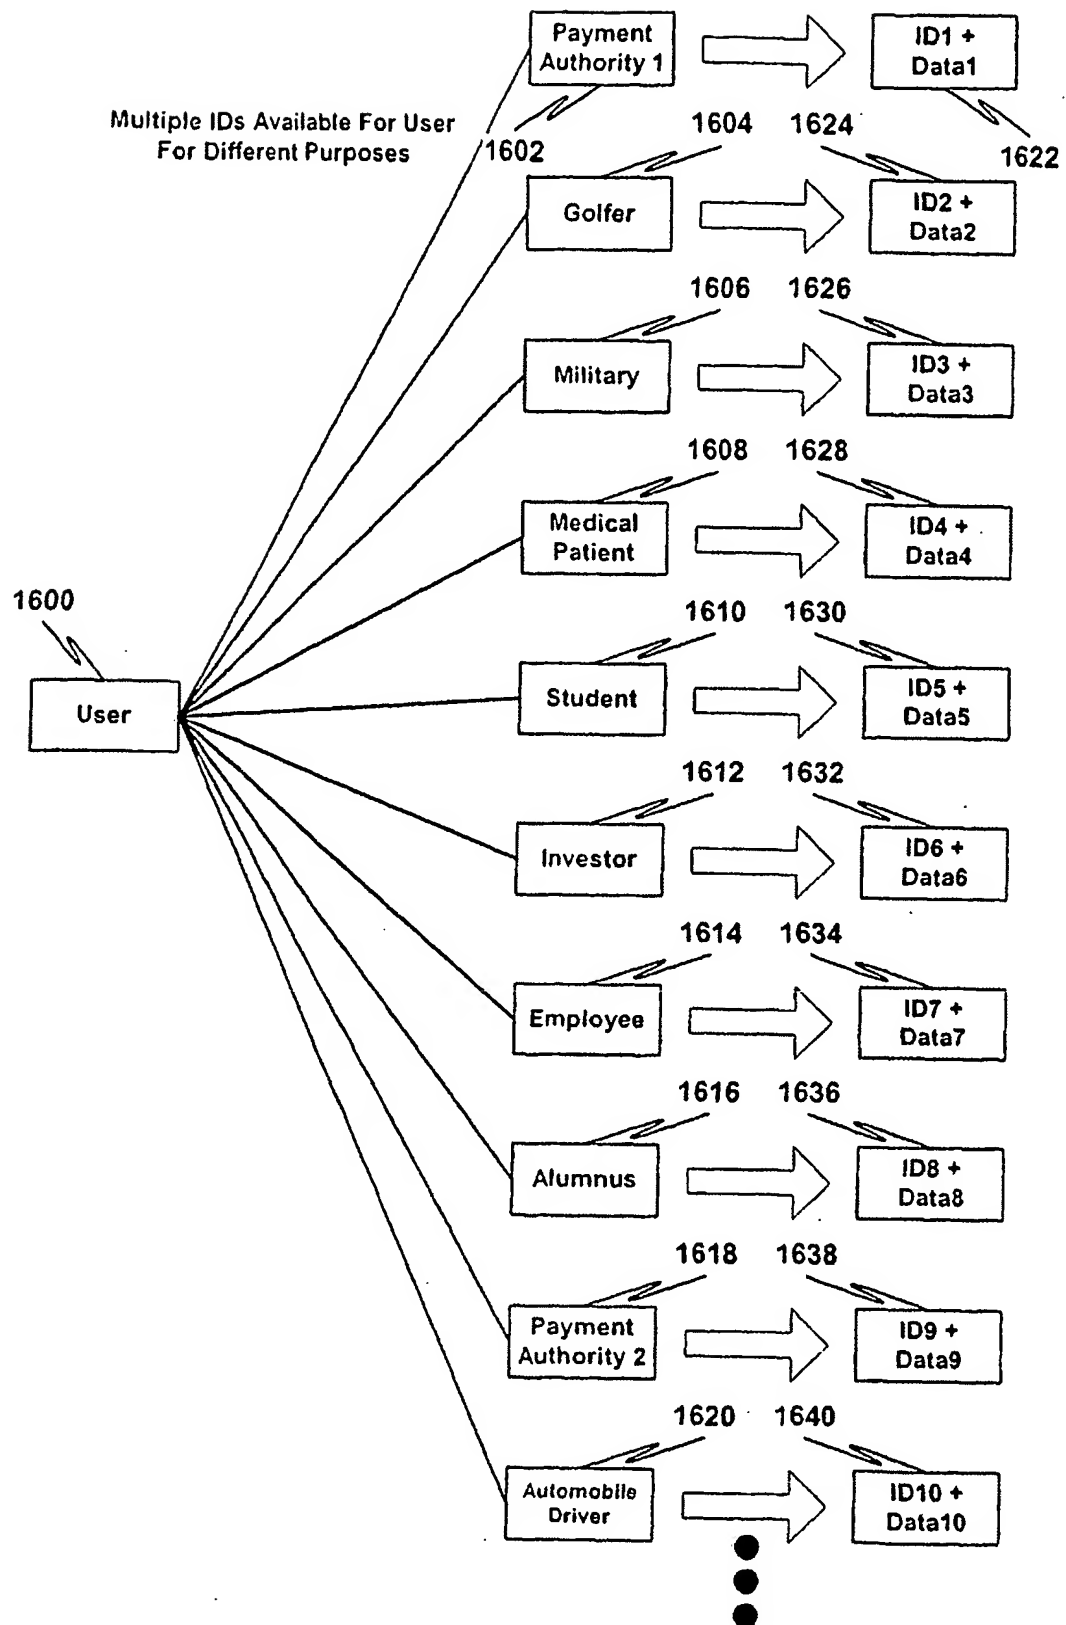 Payment
Authority 1
ID1 +
Data1
Multiple IDs Available For User
For Different Purposes
1602
1604
1624
1622
Golfer
ID2 +
Data2
1606
1626
Military
ID3 +
Data3
1608
1628
Medical
Patient
ID4 +
Data4
1600
User
1610
1630
Student
ID5 +
Data5
1612
1632
Investor
ID6 +
Data6
1614
1634
Employee
ID7 +
Data7
1616
1636
Alumnus
ID8 +
Data8
1618
1638
Payment
Authority 2
ID9 +
Data9
1620
1640
Automobile
Driver
ID10 +
Data10